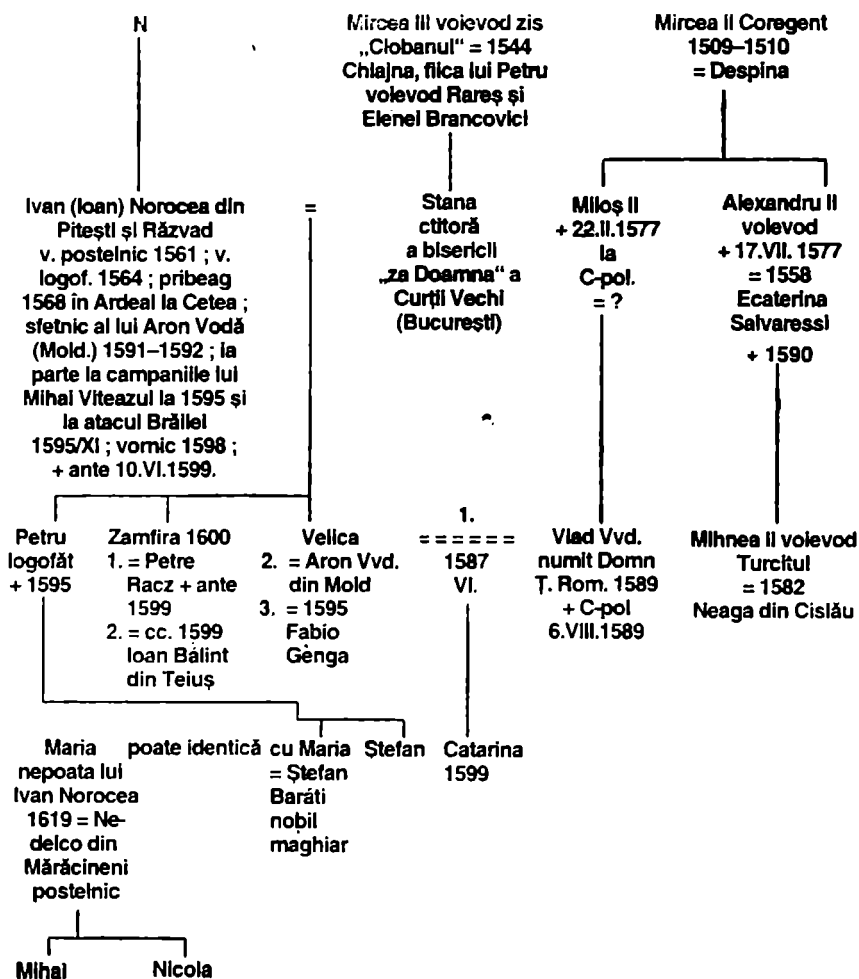 N
Mircea III voievod zis
„Ciobanul“ = 1544
Chiajna, fiica lui Petru
voievod Rareș și
Elenei Brancovici
Mircea II Coregent
1509–1510
= Despina
Ivan (Ioan) Norocea din
Pitești și Răzvad
v. postelnic 1561 ; v.
logof. 1564 ; pribeag
1568 în Ardeal la Cetea ;
sfetnic al lui Aron Vodă
(Mold.) 1591–1592 ; ia
parte la campaniile lui
Mihai Viteazul la 1595 și
la atacul Brăilei
1595/XI ; vornic 1598 ;
+ ante 10.VI.1599.
=
Stana
ctitoră
a bisericii
„za Doamna“ a
Curții Vechi
(București)
Miloș II
+ 22.II.1577
la
C-pol.
= ?
Alexandru II
voievod
+ 17.VII. 1577
= 1558
Ecaterina
Salvaressi
+ 1590
Petru
logofăt
+ 1595
Zamfira 1600
1. = Petre
Racz + ante
1599
2. = cc. 1599
Ioan Bálint
din Teiuș
Velica
2. = Aron Vvd.
din Mold
3. = 1595
Fabio
Gènga
1.
= = = = = =
1587
VI.
Vlad Vvd.
numit Domn
Ț. Rom. 1589
+ C-pol
6.VIII.1589
Mihnea II voievod
Turcitul
= 1582
Neaga din Cislău
Maria
nepoata lui
Ivan Norocea
1619 = Ne-
delco din
Mărăcineni
postelnic
poate identică
cu Maria
= Ștefan
Baráti
nobil
maghiar
Ștefan
Catarina
1599
Mihai
Nicola